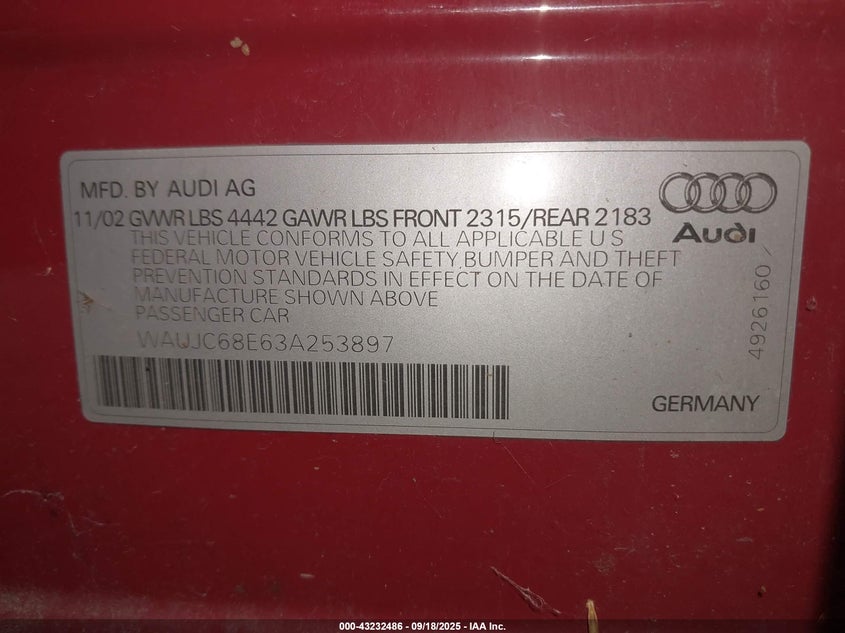 MFD. BY AUDI AG
11/02 GVWR LBS 4442 GAWR LBS FRONT 2315/REAR 2183
THIS VEHICLE CONFORMS TO ALL APPLICABLE U S
FEDERAL MOTOR VEHICLE SAFETY, BUMPER AND THEFT
PREVENTION STANDARDS IN EFFECT ON THE DATE OF
MANUFACTURE SHOWN ABOVE
PASSENGER CAR
WAUJC68E63A253897
Audi
4926160
GERMANY
000-43232486 - 09/18/2025 - IAA Inc.